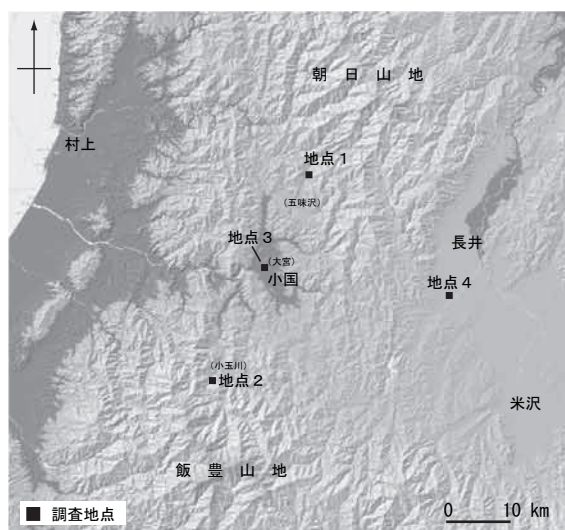 朝日山地
村上
地点1
(五味沢)
長井
地点3
(大宮)
小国
地点4
(小玉川)
地点2
米沢
飯豊山地
■ 調査地点
0 10 km